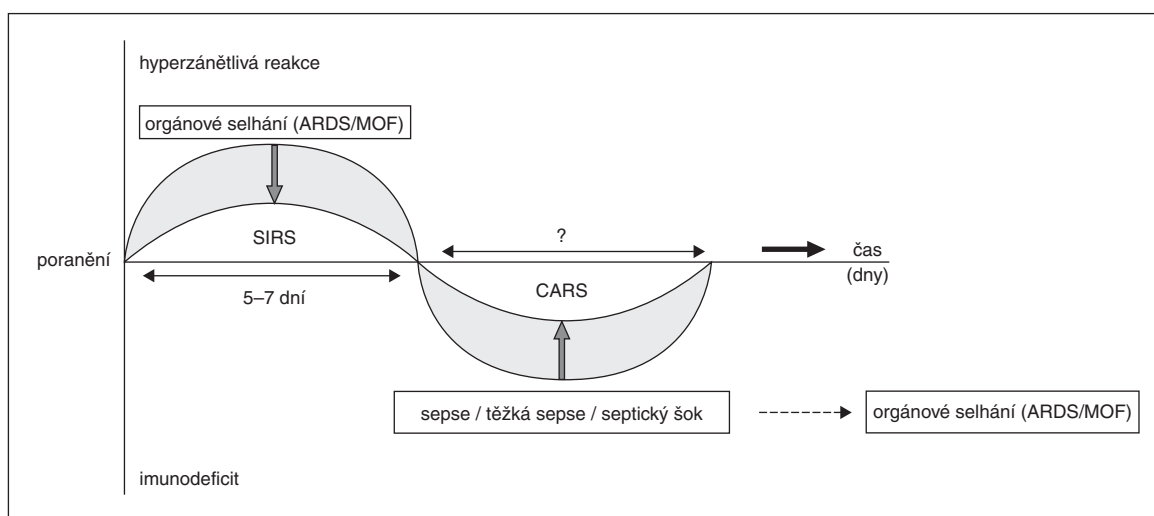 hyperzánětlivá reakce
orgánové selhání (ARDS/MOF)
SIRS
?
poranění
čas
(dny)
5–7 dní
CARS
sepse / těžká sepse / septický šok
orgánové selhání (ARDS/MOF)
imunodeficit